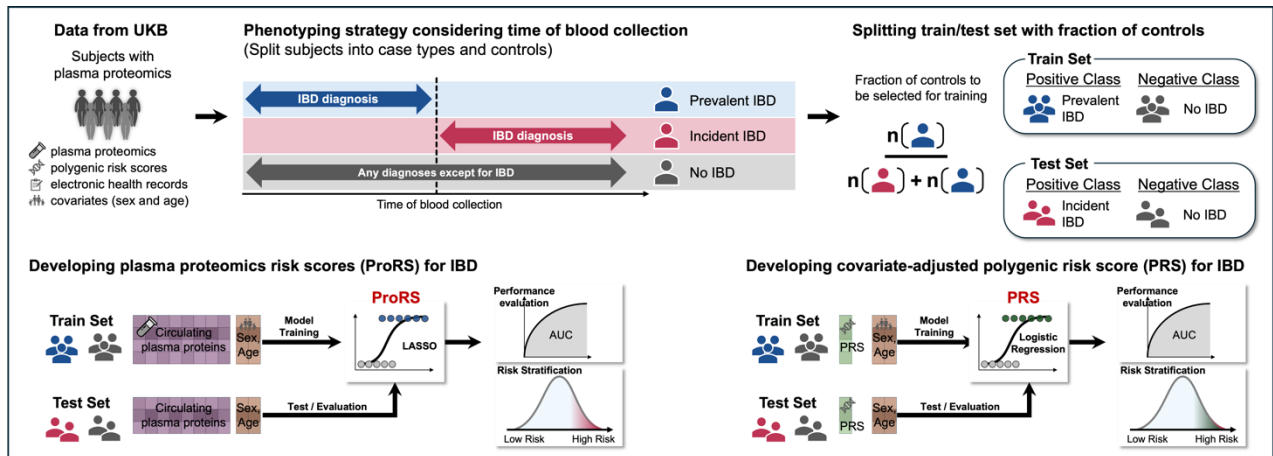 Data from UKB
Subjects with
plasma proteomics
plasma proteomics
polygenic risk scores
electronic health records
covariates (sex and age)
Phenotyping strategy considering time of blood collection
(Split subjects into case types and controls)
IBD diagnosis
Prevalent IBD
IBD diagnosis
Incident IBD
Any diagnoses except for IBD
No IBD
Time of blood collection
Splitting train/test set with fraction of controls
Fraction of controls to
be selected for training
n( )
n( ) + n( )
Train Set
Positive Class Negative Class
Prevalent
IBD
No IBD
Test Set
Positive Class Negative Class
Incident
IBD
No IBD
Developing plasma proteomics risk scores (ProRS) for IBD
Train Set
Circulating
plasma proteins
Sex,
Age
Model
Training
ProRS
LASSO
Performance
evaluation
AUC
Test Set
Circulating
plasma proteins
Sex,
Age
Test / Evaluation
Risk Stratification
Low Risk High Risk
Developing covariate-adjusted polygenic risk score (PRS) for IBD
Train Set
PRS
Sex,
Age
Model
Training
PRS
Logistic
Regression
Performance
evaluation
AUC
Test Set
PRS
Sex,
Age
Test / Evaluation
Risk Stratification
Low Risk High Risk